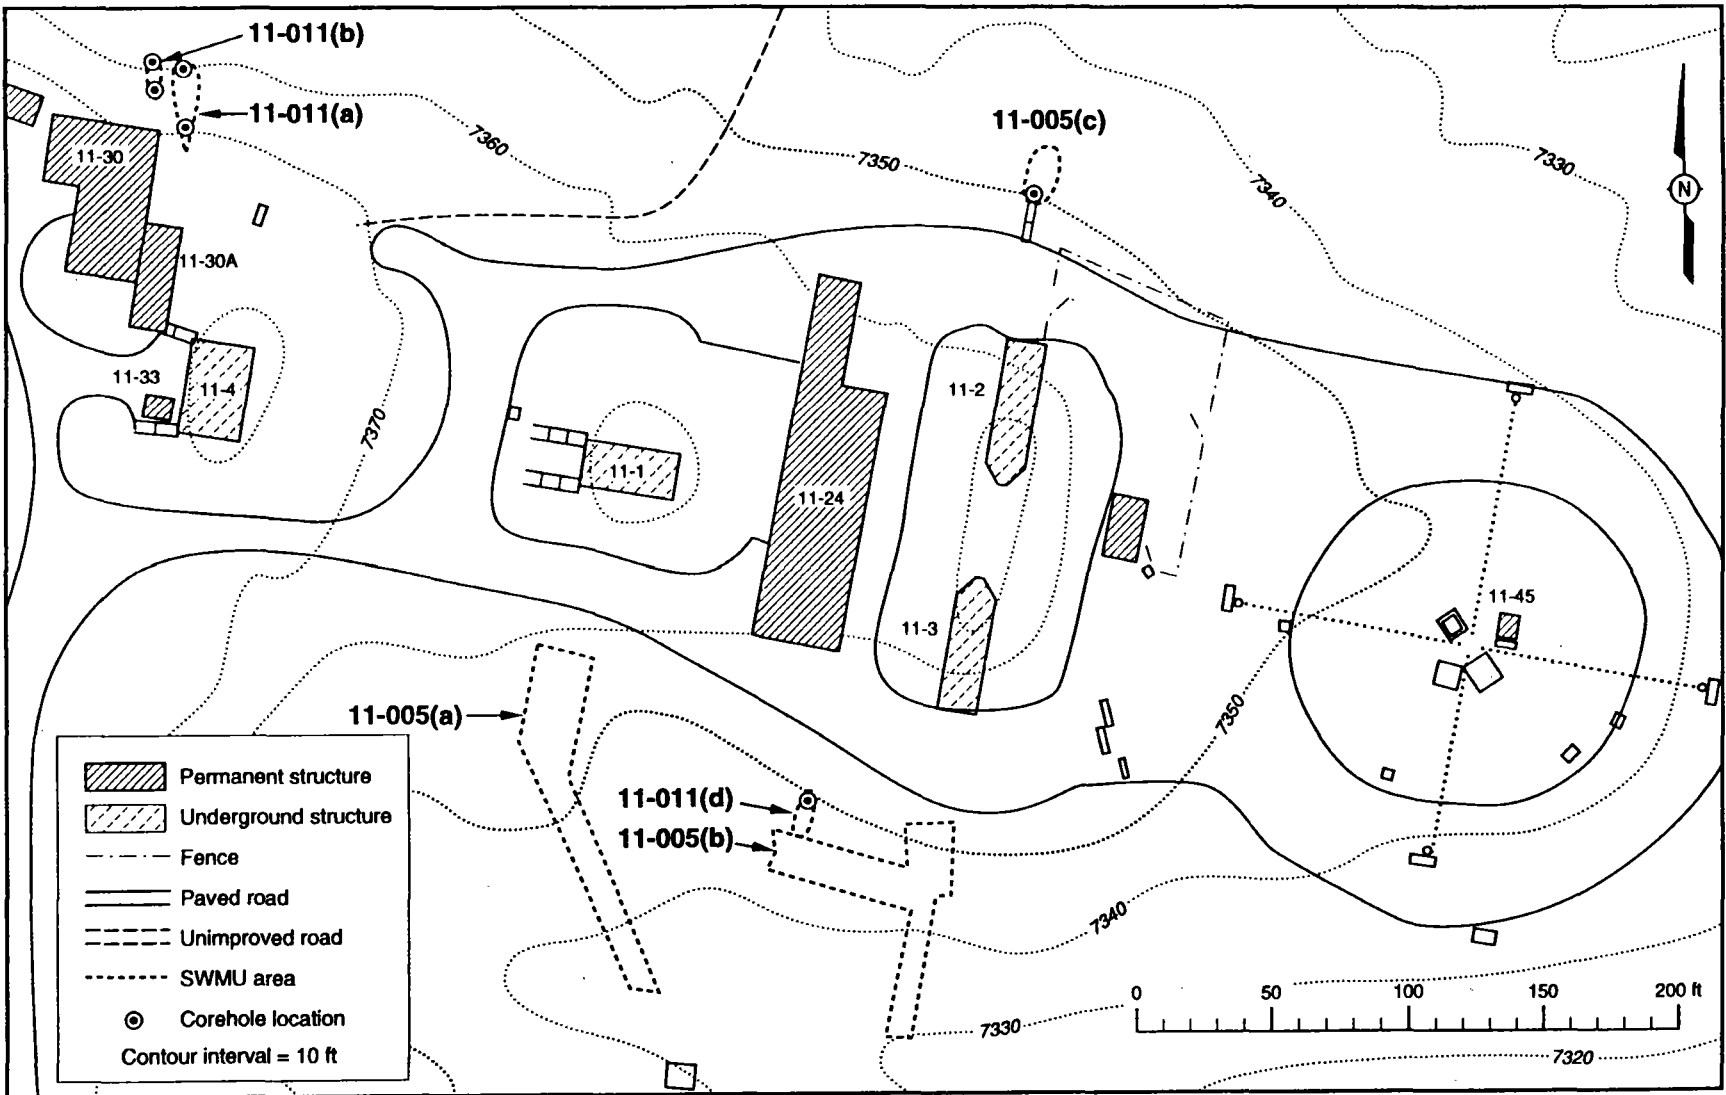 11-011(b)
11-011(a)
11-005(c)
7360
7350
7340
7330
N
11-30
11-30A
11-33
11-4
7370
11-2
11-1
11-24
11-3
11-45
7350
11-005(a)
11-011(d)
11-005(b)
7340
7330
7320
Permanent structure
Underground structure
Fence
Paved road
Unimproved road
SWMU area
Corehole location
Contour interval = 10 ft
0 50 100 150 200 ft